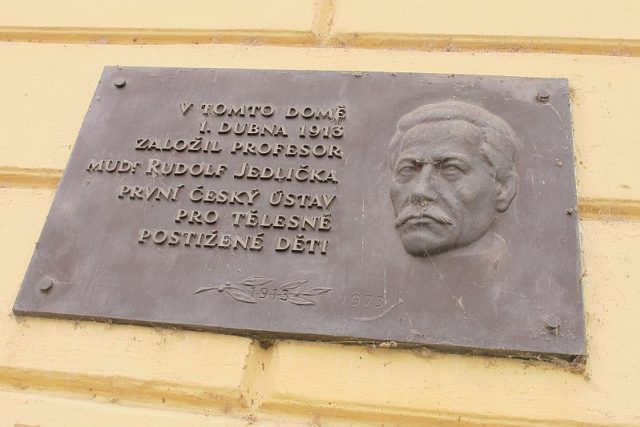 V TOMTO DOMĚ
1. DUBNA 1913
ZALOŽIL PROFESOR
MUDr RUDOLF JEDLIČKA
PRVNÍ ČESKÝ ÚSTAV
PRO TĚLESNĚ
POSTIŽENÉ DĚTI
1913 1973